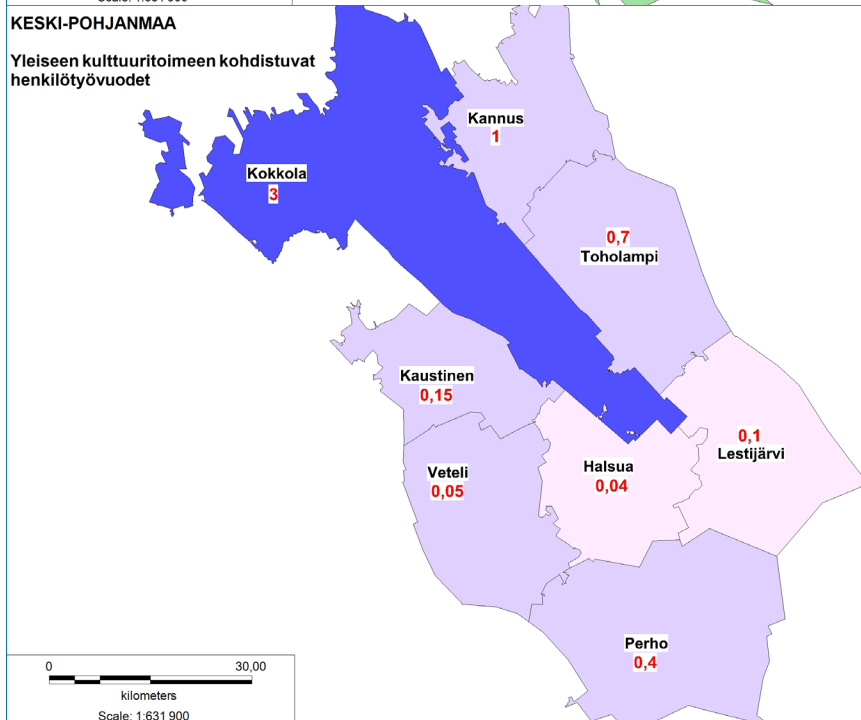 KESKI-POHJANMAA
Yleiseen kulttuuritoimeen kohdistuvat
henkilötyövuodet
Kannus
1
Kokkola
3
0,7
Toholampi
Kaustinen
0,15
0,1
Lestijärvi
Veteli
0,05
Halsua
0,04
Perho
0,4
0 30,00
kilometers
Scale: 1:631 900